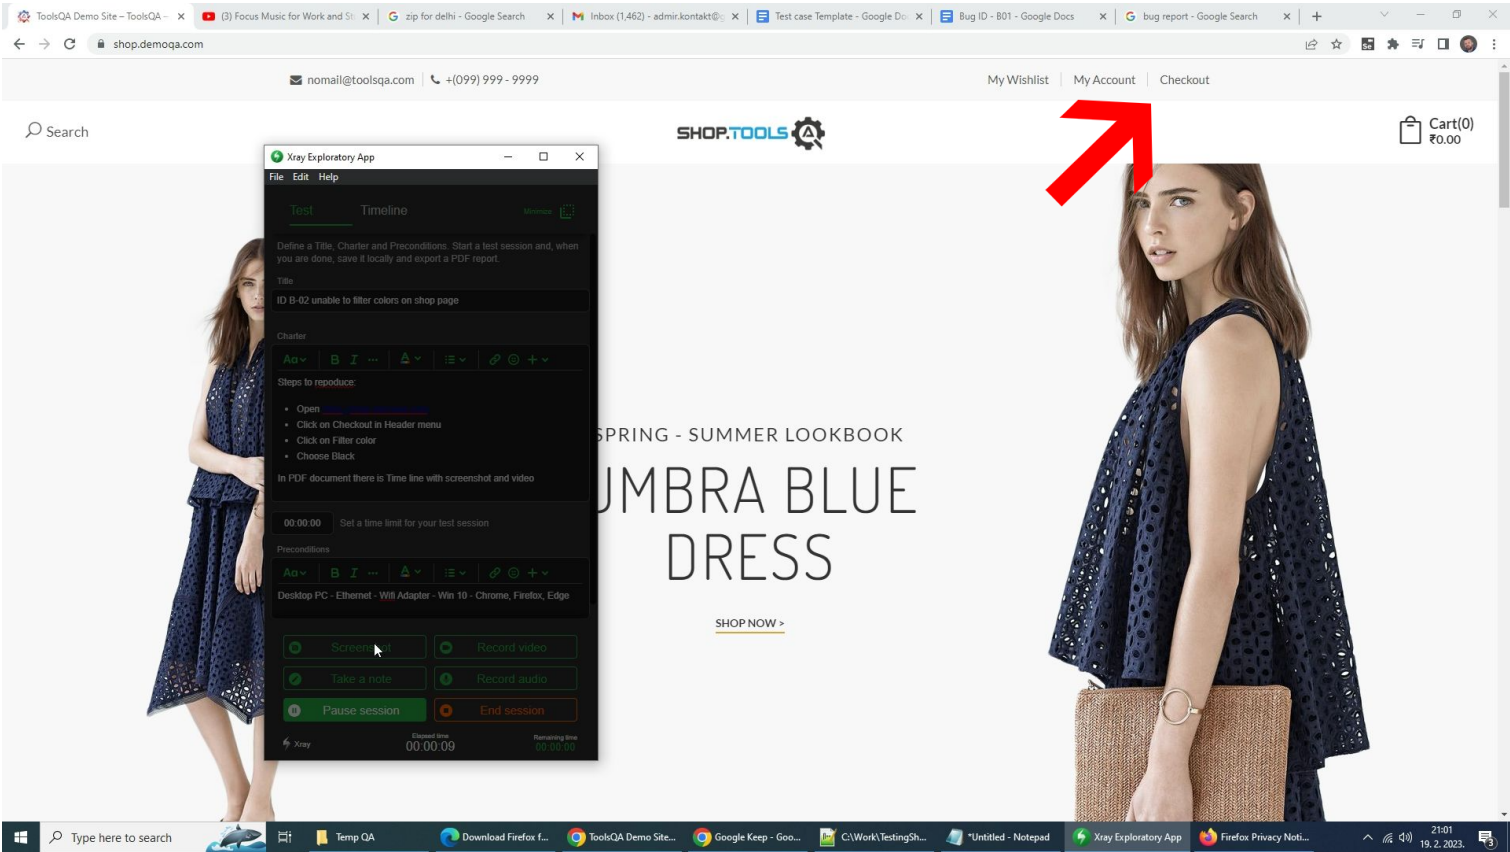 ToolsQA Demo Site – ToolsQA –
(3) Focus Music for Work and St
zip for delhi - Google Search
Inbox (1,462) - admir.kontakt@g
Test case Template - Google Do
Bug ID - B01 - Google Docs
bug report - Google Search
shop.demoqa.com
nomail@toolsqa.com
+(099) 999 - 9999
My Wishlist
My Account
Checkout
Search
SHOP.TOOLS
Cart(0)
₹0.00
Xray Exploratory App
File Edit Help
Test Timeline Minimize
Define a Title, Charter and Preconditions. Start a test session and, when
you are done, save it locally and export a PDF report.
Title
ID B-02 unable to filter colors on shop page
Charter
Aa B I ... A
Steps to repoduce:
Open
Click on Checkout in Header menu
Click on Filter color
Choose Black
In PDF document there is Time line with screenshot and video
00:00:00 Set a time limit for your test session
Preconditions
Aa B I ... A
Desktop PC - Ethernet - Wifi Adapter - Win 10 - Chrome, Firefox, Edge
Screenshot Record video
Take a note Record audio
Pause session End session
Xray
Elapsed time
00:00:09
Remaining time
00:00:00
SPRING - SUMMER LOOKBOOK
UMBRA BLUE
DRESS
SHOP NOW >
Type here to search
Temp QA
Download Firefox f...
ToolsQA Demo Site...
Google Keep - Goo...
C:\Work\TestingSh...
*Untitled - Notepad
Xray Exploratory App
Firefox Privacy Noti...
21:01
19. 2. 2023.
3